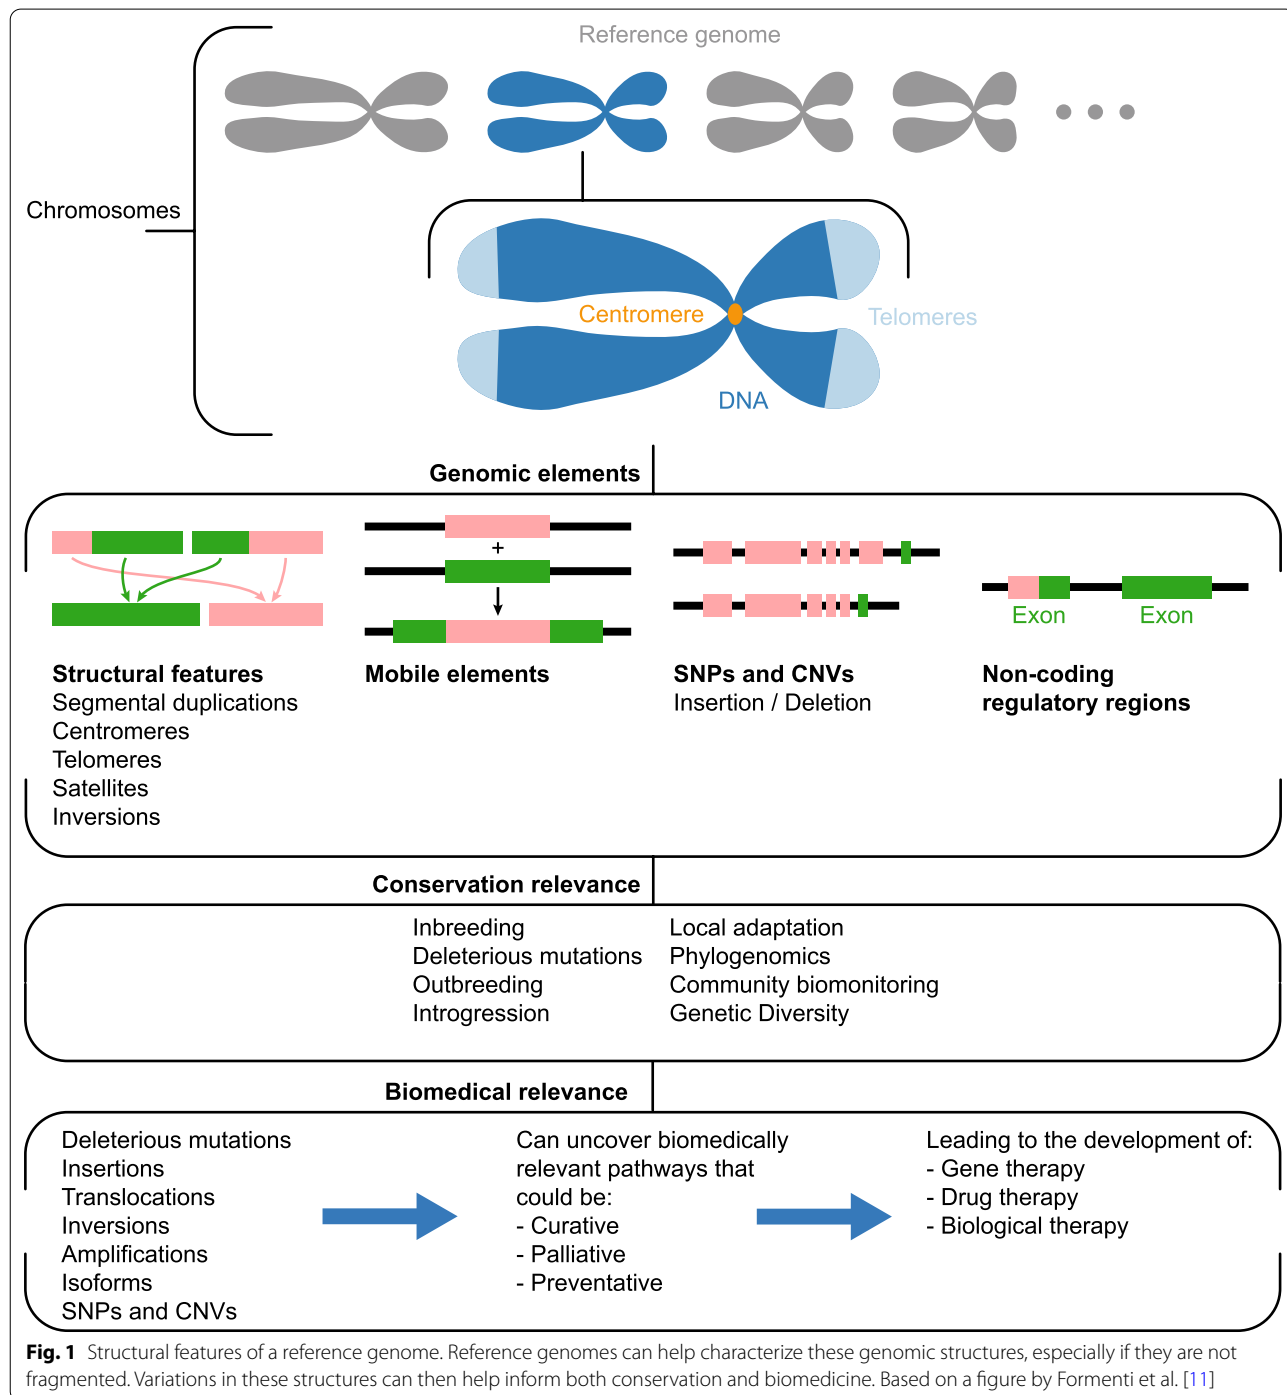 Reference genome
Chromosomes
Centromere
Telomeres
DNA
Genomic elements
+
Exon Exon
Structural features
Segmental duplications
Centromeres
Telomeres
Satellites
Inversions
Mobile elements
SNPs and CNVs
Insertion / Deletion
Non-coding
regulatory regions
Conservation relevance
Inbreeding
Deleterious mutations
Outbreeding
Introgression
Local adaptation
Phylogenomics
Community biomonitoring
Genetic Diversity
Biomedical relevance
Deleterious mutations
Insertions
Translocations
Inversions
Amplifications
Isoforms
SNPs and CNVs
Can uncover biomedically
relevant pathways that
could be:
- Curative
- Palliative
- Preventative
Leading to the development of:
- Gene therapy
- Drug therapy
- Biological therapy
Fig. 1 Structural features of a reference genome. Reference genomes can help characterize these genomic structures, especially if they are not
fragmented. Variations in these structures can then help inform both conservation and biomedicine. Based on a figure by Formenti et al. [11]